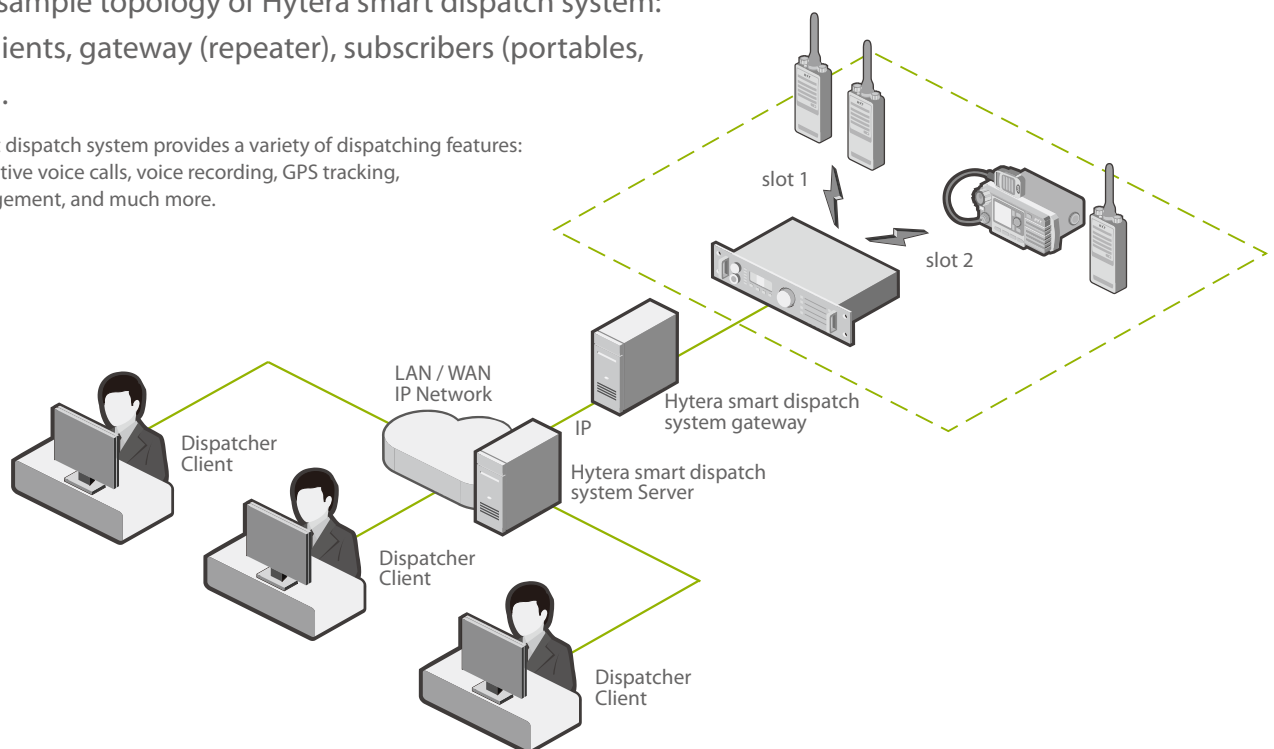 sample topology of Hytera smart dispatch system:
ients, gateway (repeater), subscribers (portables,
.
dispatch system provides a variety of dispatching features:
tive voice calls, voice recording, GPS tracking,
gement, and much more.
slot 1
slot 2
LAN / WAN
IP Network
IP
Hytera smart dispatch
system gateway
Dispatcher
Client
Hytera smart dispatch
system Server
Dispatcher
Client
Dispatcher
Client